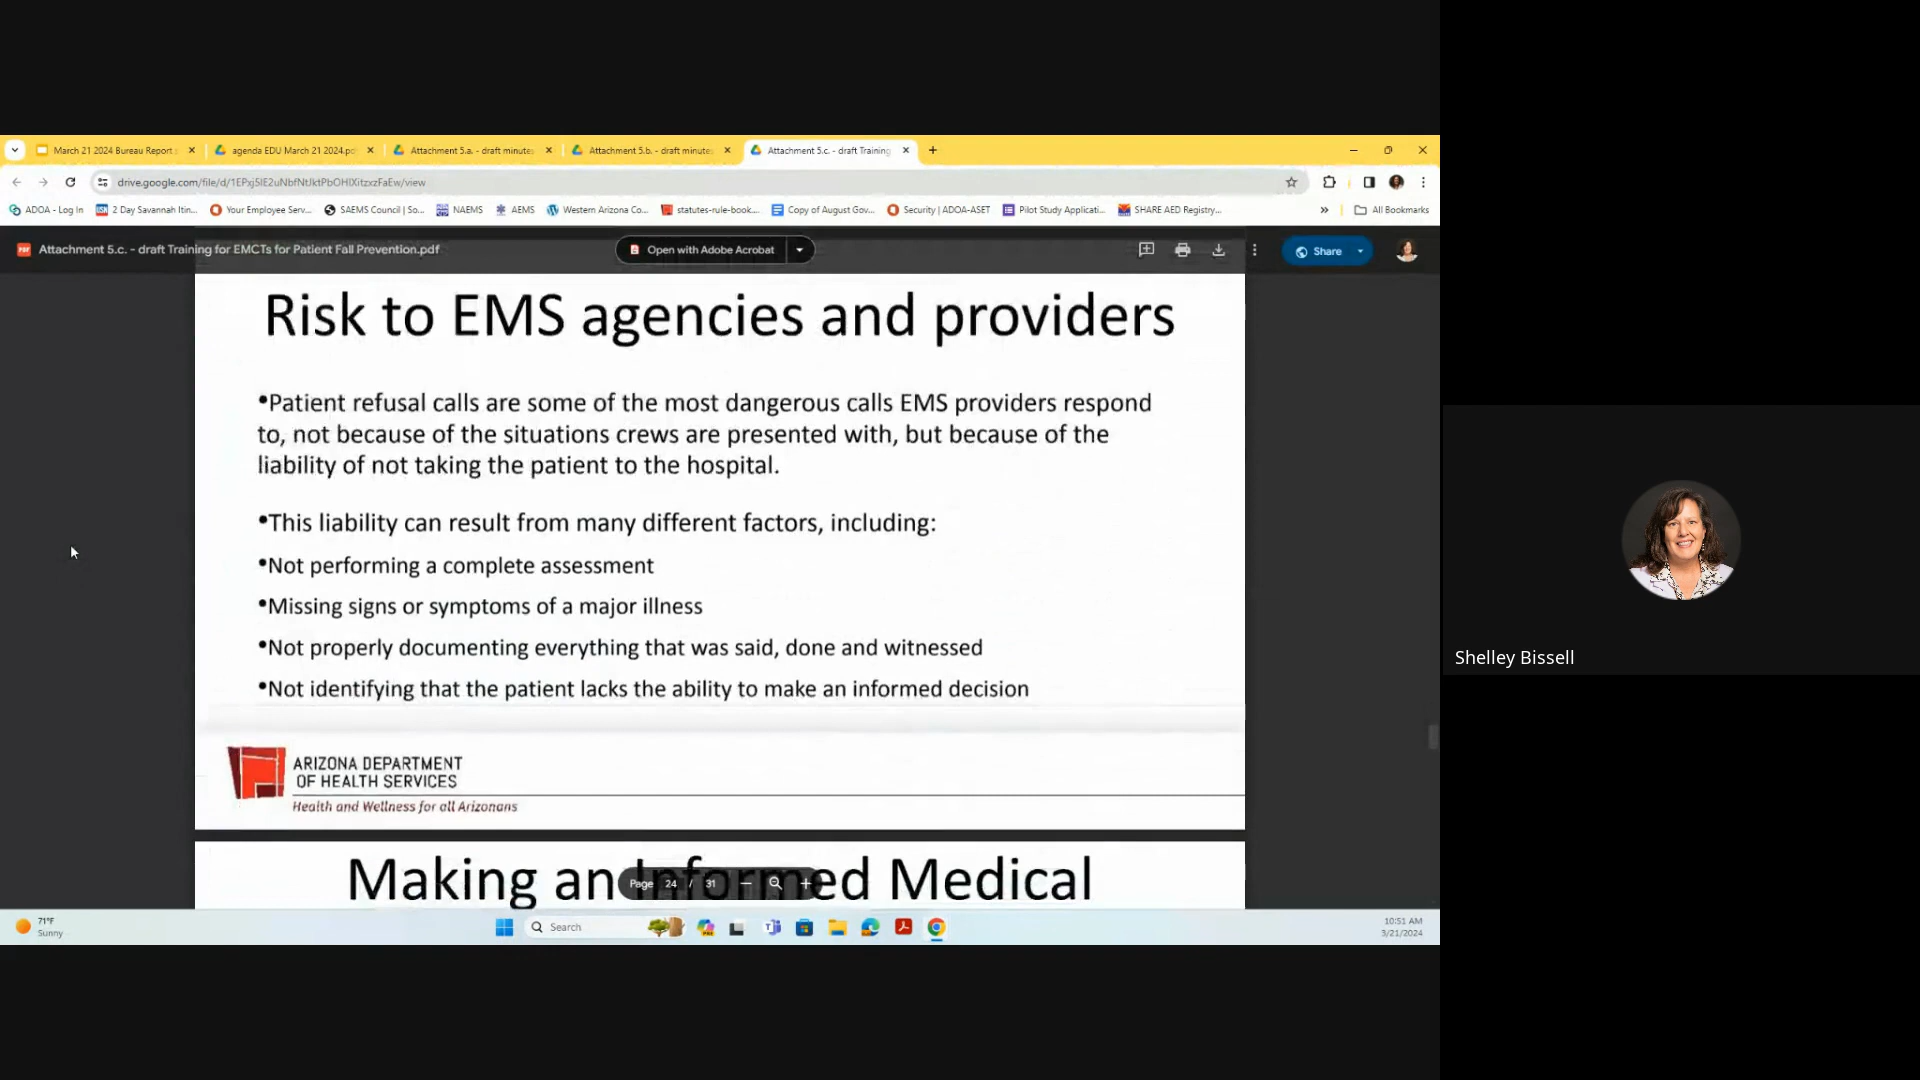 March 21 2024 Bureau Report
agenda EDU March 21 2024.pd
Attachment 5.a. - draft minute
Attachment 5.b. - draft minute
Attachment 5.c. - draft Training
ADOA - Log In
2 Day Savannah Itin...
Your Employee Serv...
SAEMS Council | So...
NAEMS
AEMS
Western Arizona Co...
statutes-rule-book....
Copy of August Gov...
Security | ADOA-ASET
Pilot Study Applicati...
SHARE AED Registry...
»
All Bookmarks
Attachment 5.c. - draft Training for EMCTs for Patient Fall Prevention.pdf
Open with Adobe Acrobat
Share
Risk to EMS agencies and providers
•Patient refusal calls are some of the most dangerous calls EMS providers respond
to, not because of the situations crews are presented with, but because of the
liability of not taking the patient to the hospital.
•This liability can result from many different factors, including:
•Not performing a complete assessment
•Missing signs or symptoms of a major illness
•Not properly documenting everything that was said, done and witnessed
•Not identifying that the patient lacks the ability to make an informed decision
ARIZONA DEPARTMENT
OF HEALTH SERVICES
Health and Wellness for all Arizonans
Making an Informed Medical
Page 24 / 31
71°F
Sunny
Search
10:51 AM
3/21/2024
Shelley Bissell